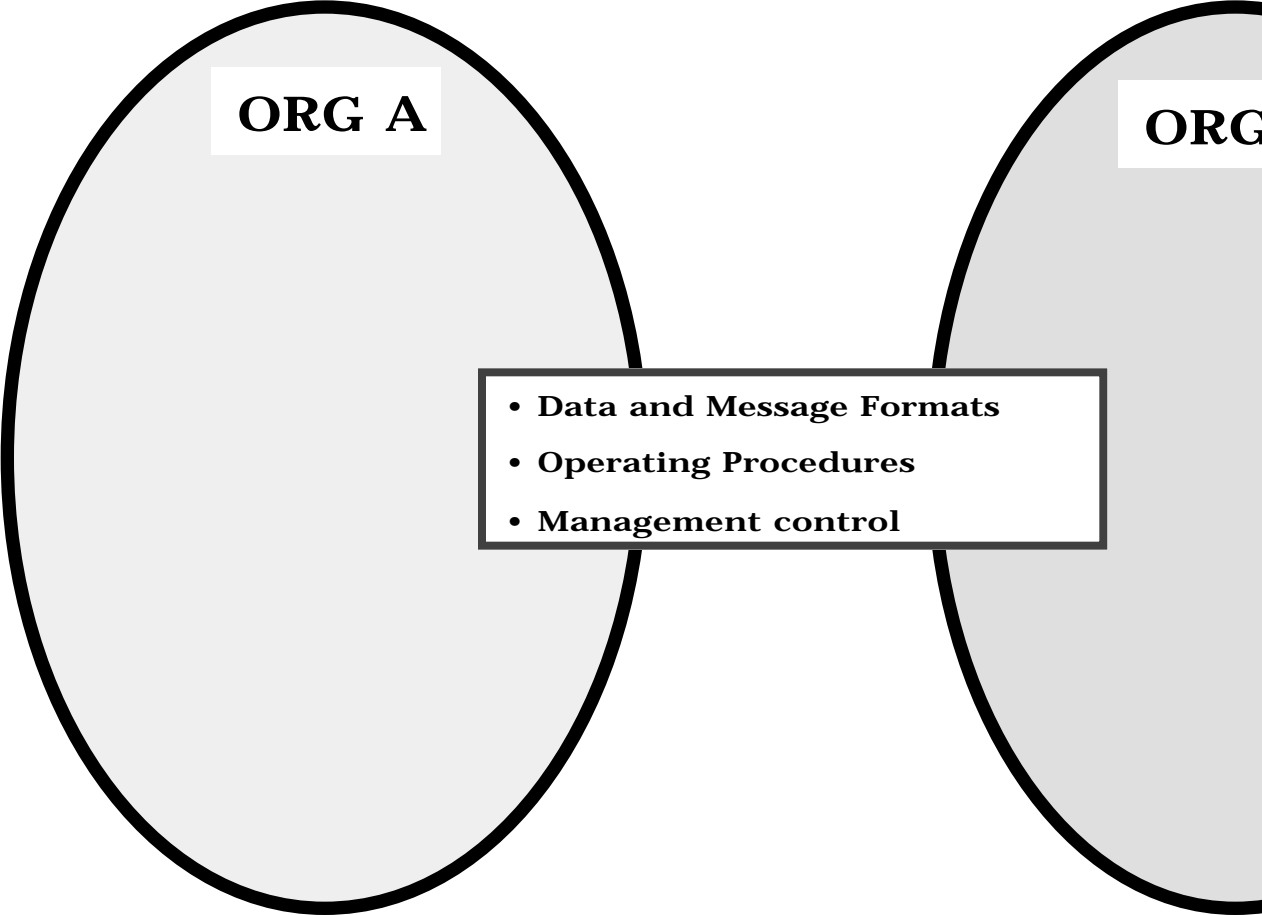 ORG A
ORG
• Data and Message Formats
• Operating Procedures
• Management control